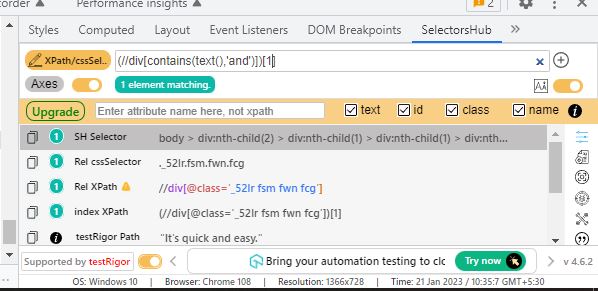 order Performance insights 2
Styles Computed Layout Event Listeners DOM Breakpoints SelectorsHub
XPath/cssSel.. (//div[contains(text(),'and')])[1]
Axes 1 element matching.
Upgrade Enter attribute name here, not xpath text id class name
1 SH Selector body > div:nth-child(2) > div:nth-child(1) > div:nth-child(1) > div:nth...
1 Rel cssSelector ._52lr.fsm.fwn.fcg
1 Rel XPath //div[@class='_52lr fsm fwn fcg']
1 index XPath (//div[@class='_52lr fsm fwn fcg'])[1]
testRigor Path "It's quick and easy."
Supported by testRigor Bring your automation testing to clc Try now > v 4.6.2
OS: Windows 10 | Browser: Chrome 108 | Resolution: 1366x728 | Time: 21 Jan 2023 / 10:35:7 GMT+5:30